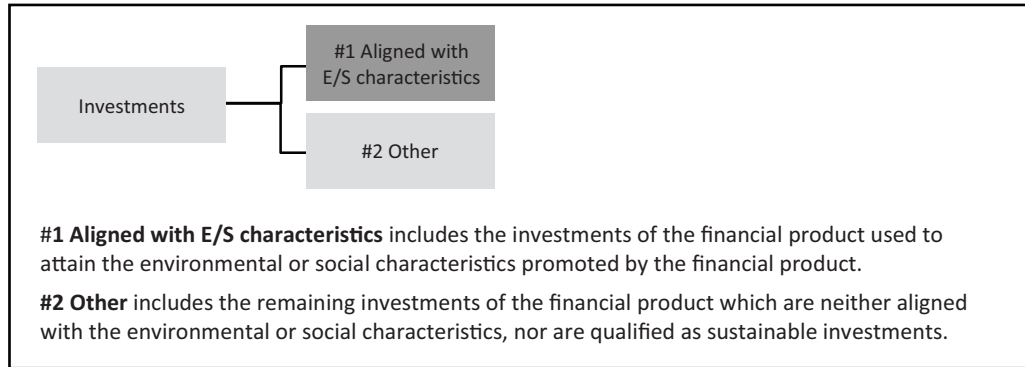 #1 Aligned with
E/S characteristics
Investments
#2 Other
#1 Aligned with E/S characteristics includes the investments of the financial product used to
attain the environmental or social characteristics promoted by the financial product.
#2 Other includes the remaining investments of the financial product which are neither aligned
with the environmental or social characteristics, nor are qualified as sustainable investments.